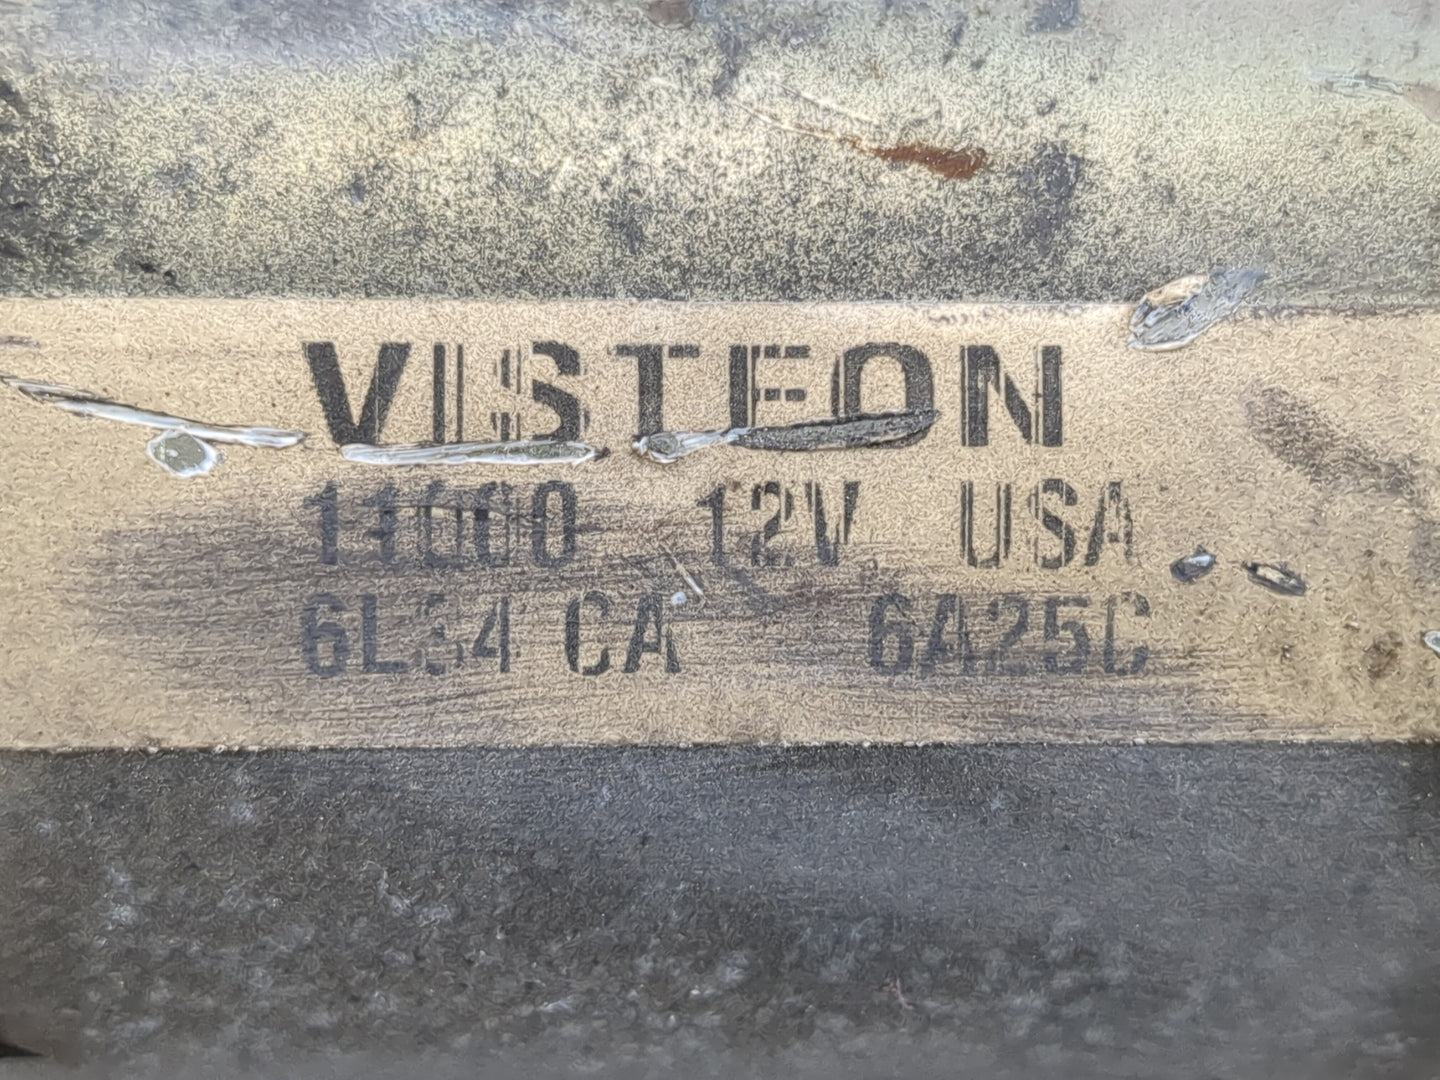 VISTEON
11000 12V USA
6L34 CA 6A25C